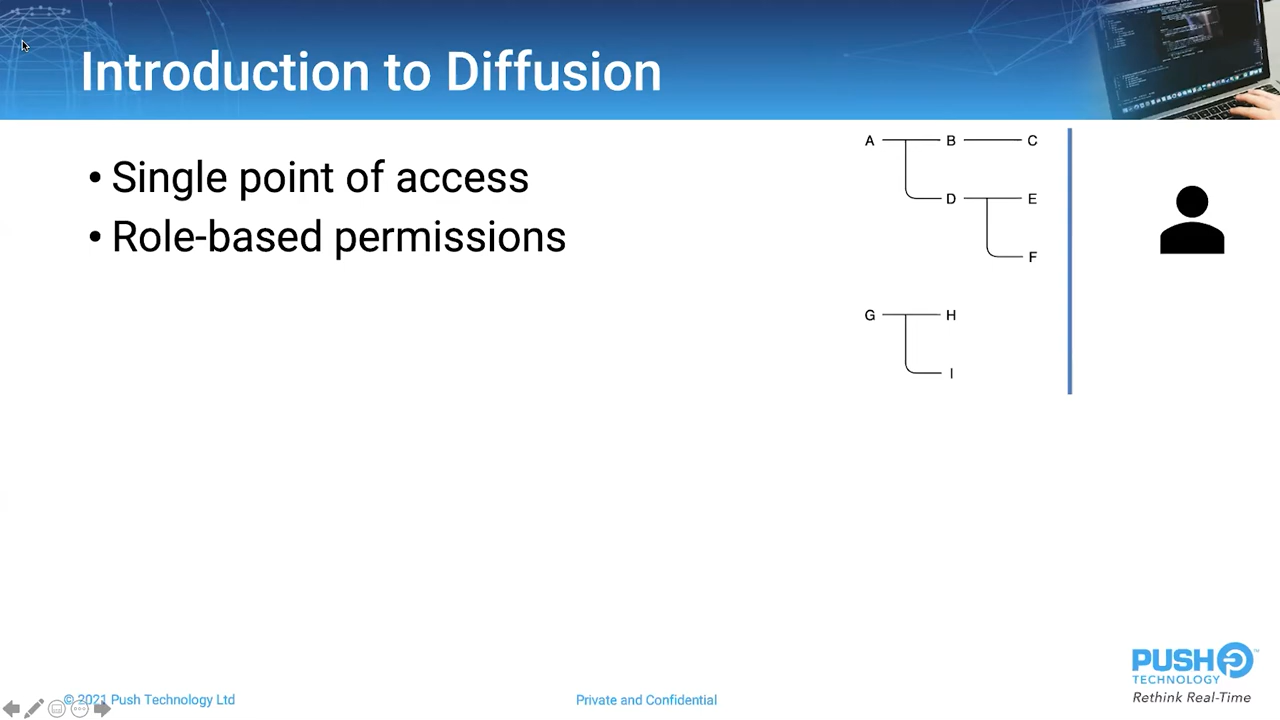 Introduction to Diffusion
• Single point of access
• Role-based permissions
A B C
D E
F
G H
I
PUSH
TECHNOLOGY
Rethink Real-Time
© 2021 Push Technology Ltd
Private and Confidential